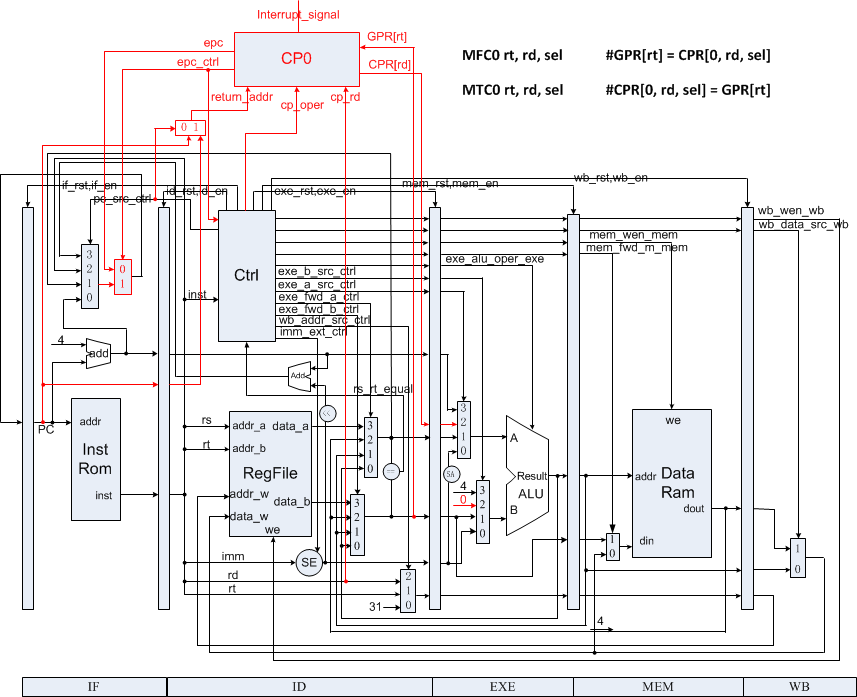 Interrupt_signal
epc
epc_ctrl
CP0
GPR[rt]
CPR[rd]
MFC0 rt, rd, sel #GPR[rt] = CPR[0, rd, sel]
MTC0 rt, rd, sel #CPR[0, rd, sel] = GPR[rt]
return_addr
cp_oper
cp_rd
0 1
if_rst,if_en
id_rst,id_en
exe_rst,exe_en
mem_rst,mem_en
wb_rst,wb_en
pc_src_ctrl
wb_wen_wb
wb_data_src_wb
mem_wen_mem
mem_fwd_m_mem
exe_alu_oper_exe
3
2
1
0
0
1
Ctrl
inst
exe_b_src_ctrl
exe_a_src_ctrl
exe_fwd_a_ctrl
exe_fwd_b_ctrl
wb_addr_src_ctrl
imm_ext_ctrl
4
add
Add
<<
rs_rt_equal
PC
addr
Inst
Rom
inst
rs
rt
addr_a
addr_b
RegFile
addr_w
data_w
data_a
data_b
we
3
2
1
0
==
3
2
1
0
3
2
1
0
SA
4
0
3
2
1
0
A
B
Result
ALU
we
addr
Data
Ram
dout
din
1
0
1
0
imm
SE
rd
rt
31
2
1
0
4
IF
ID
EXE
MEM
WB